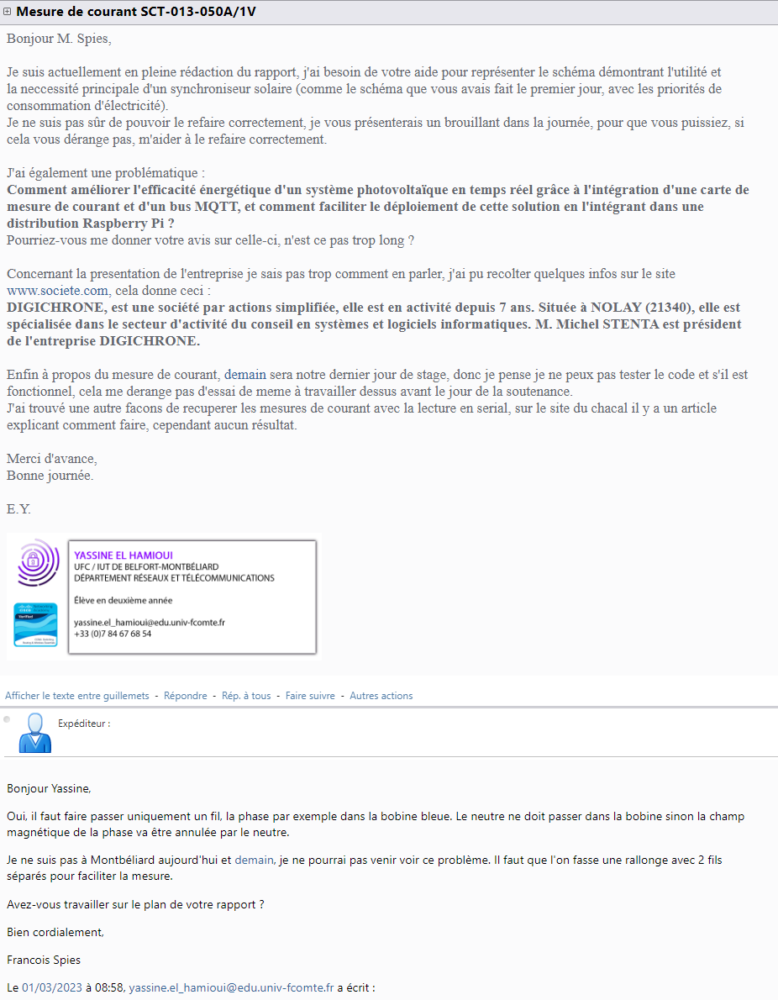 Mesure de courant SCT-013-050A/1V
Bonjour M. Spies,
Je suis actuellement en pleine rédaction du rapport, j'ai besoin de votre aide pour représenter le schéma démontrant l'utilité et
la neccessité principale d'un synchroniseur solaire (comme le schéma que vous avais fait le premier jour, avec les priorités de
consommation d'électricité).
Je ne suis pas sûr de pouvoir le refaire correctement, je vous présenterais un brouillant dans la journée, pour que vous puissiez, si
cela vous dérange pas, m'aider à le refaire correctement.
J'ai également une problématique :
Comment améliorer l'efficacité énergétique d'un système photovoltaïque en temps réel grâce à l'intégration d'une carte de
mesure de courant et d'un bus MQTT, et comment faciliter le déploiement de cette solution en l'intégrant dans une
distribution Raspberry Pi ?
Pourriez-vous me donner votre avis sur celle-ci, n'est ce pas trop long ?
Concernant la presentation de l'entreprise je sais pas trop comment en parler, j'ai pu recolter quelques infos sur le site
www.societe.com, cela donne ceci :
DIGICHRONE, est une société par actions simplifiée, elle est en activité depuis 7 ans. Située à NOLAY (21340), elle est
spécialisée dans le secteur d'activité du conseil en systèmes et logiciels informatiques. M. Michel STENTA est président
de l'entreprise DIGICHRONE.
Enfin à propos du mesure de courant, demain sera notre dernier jour de stage, donc je pense je ne peux pas tester le code et s'il est
fonctionnel, cela me derange pas d'essai de meme à travailler dessus avant le jour de la soutenance.
J'ai trouvé une autre facons de recuperer les mesures de courant avec la lecture en serial, sur le site du chacal il y a un article
explicant comment faire, cependant aucun résultat.
Merci d'avance,
Bonne journée.
E.Y.
YASSINE EL HAMIOUI
UFC / IUT DE BELFORT-MONTBÉLIARD
DÉPARTEMENT RÉSEAUX ET TÉLÉCOMMUNICATIONS
Élève en deuxième année
yassine.el_hamioui@edu.univ-fcomte.fr
+33 (0)7 84 67 68 54
Verified
Afficher le texte entre guillemets - Répondre - Rép. à tous - Faire suivre - Autres actions
Expéditeur :
Bonjour Yassine,
Oui, il faut faire passer uniquement un fil, la phase par exemple dans la bobine bleue. Le neutre ne doit passer dans la bobine sinon la champ
magnétique de la phase va être annulée par le neutre.
Je ne suis pas à Montbéliard aujourd'hui et demain, je ne pourrai pas venir voir ce problème. Il faut que l'on fasse une rallonge avec 2 fils
séparés pour faciliter la mesure.
Avez-vous travailler sur le plan de votre rapport ?
Bien cordialement,
Francois Spies
Le 01/03/2023 à 08:58, yassine.el_hamioui@edu.univ-fcomte.fr a écrit :